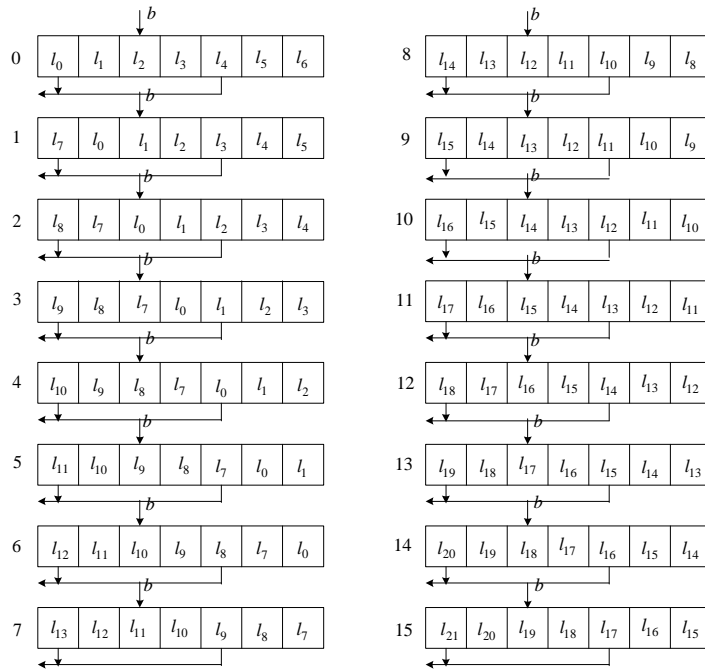 b
0 l₀ l₁ l₂ l₃ l₄ l₅ l₆
b
1 l₇ l₀ l₁ l₂ l₃ l₄ l₅
b
2 l₈ l₇ l₀ l₁ l₂ l₃ l₄
b
3 l₉ l₈ l₇ l₀ l₁ l₂ l₃
b
4 l₁₀ l₉ l₈ l₇ l₀ l₁ l₂
b
5 l₁₁ l₁₀ l₉ l₈ l₇ l₀ l₁
b
6 l₁₂ l₁₁ l₁₀ l₉ l₈ l₇ l₀
b
7 l₁₃ l₁₂ l₁₁ l₁₀ l₉ l₈ l₇
b
8 l₁₄ l₁₃ l₁₂ l₁₁ l₁₀ l₉ l₈
b
9 l₁₅ l₁₄ l₁₃ l₁₂ l₁₁ l₁₀ l₉
b
10 l₁₆ l₁₅ l₁₄ l₁₃ l₁₂ l₁₁ l₁₀
b
11 l₁₇ l₁₆ l₁₅ l₁₄ l₁₃ l₁₂ l₁₁
b
12 l₁₈ l₁₇ l₁₆ l₁₅ l₁₄ l₁₃ l₁₂
b
13 l₁₉ l₁₈ l₁₇ l₁₆ l₁₅ l₁₄ l₁₃
b
14 l₂₀ l₁₉ l₁₈ l₁₇ l₁₆ l₁₅ l₁₄
b
15 l₂₁ l₂₀ l₁₉ l₁₈ l₁₇ l₁₆ l₁₅